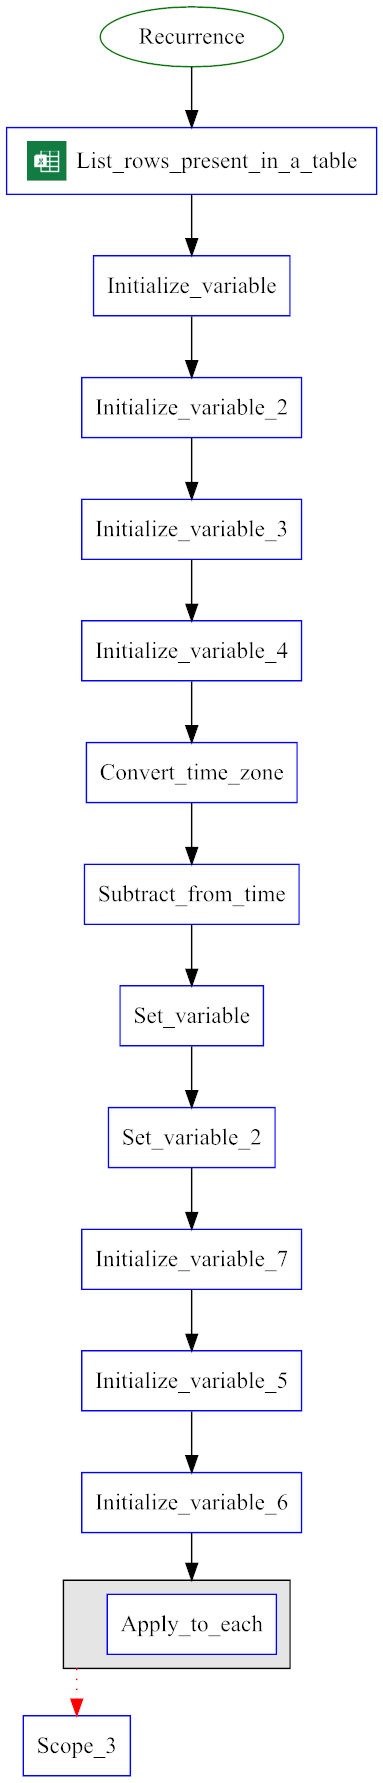 Recurrence
List_rows_present_in_a_table
Initialize_variable
Initialize_variable_2
Initialize_variable_3
Initialize_variable_4
Convert_time_zone
Subtract_from_time
Set_variable
Set_variable_2
Initialize_variable_7
Initialize_variable_5
Initialize_variable_6
Apply_to_each
Scope_3